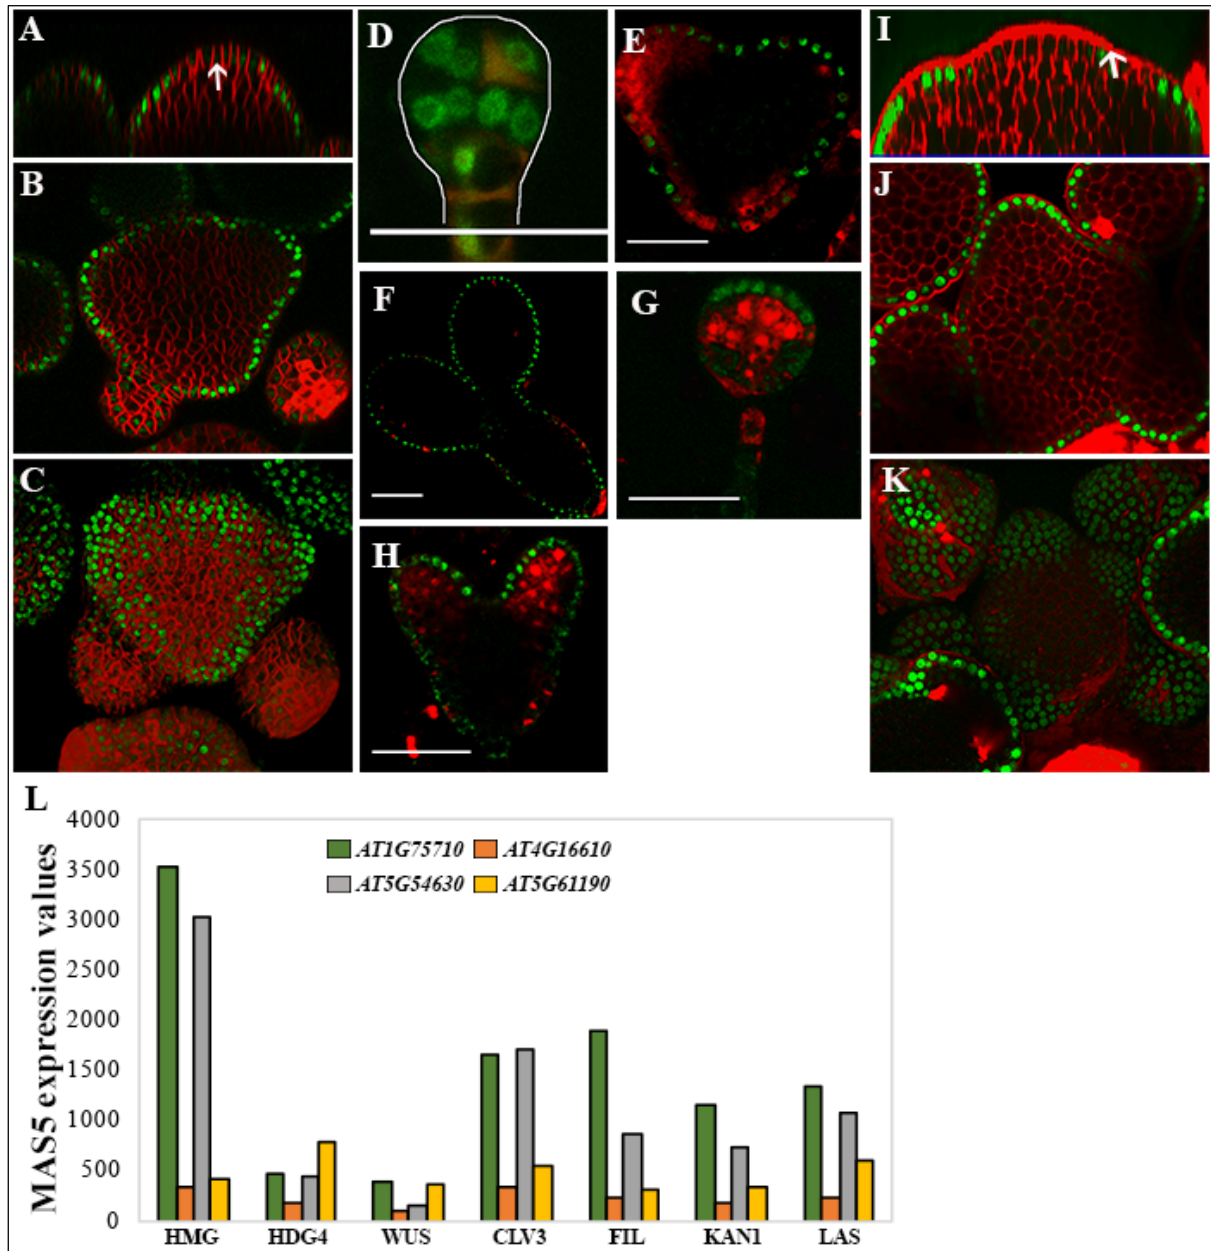 A
D
E
I
B
F
G
J
C
H
K
L
MAS5 expression values
4000
3500
3000
2500
2000
1500
1000
500
0
AT1G75710 AT4G16610
AT5G54630 AT5G61190
HMG HDG4 WUS CLV3 FIL KAN1 LAS